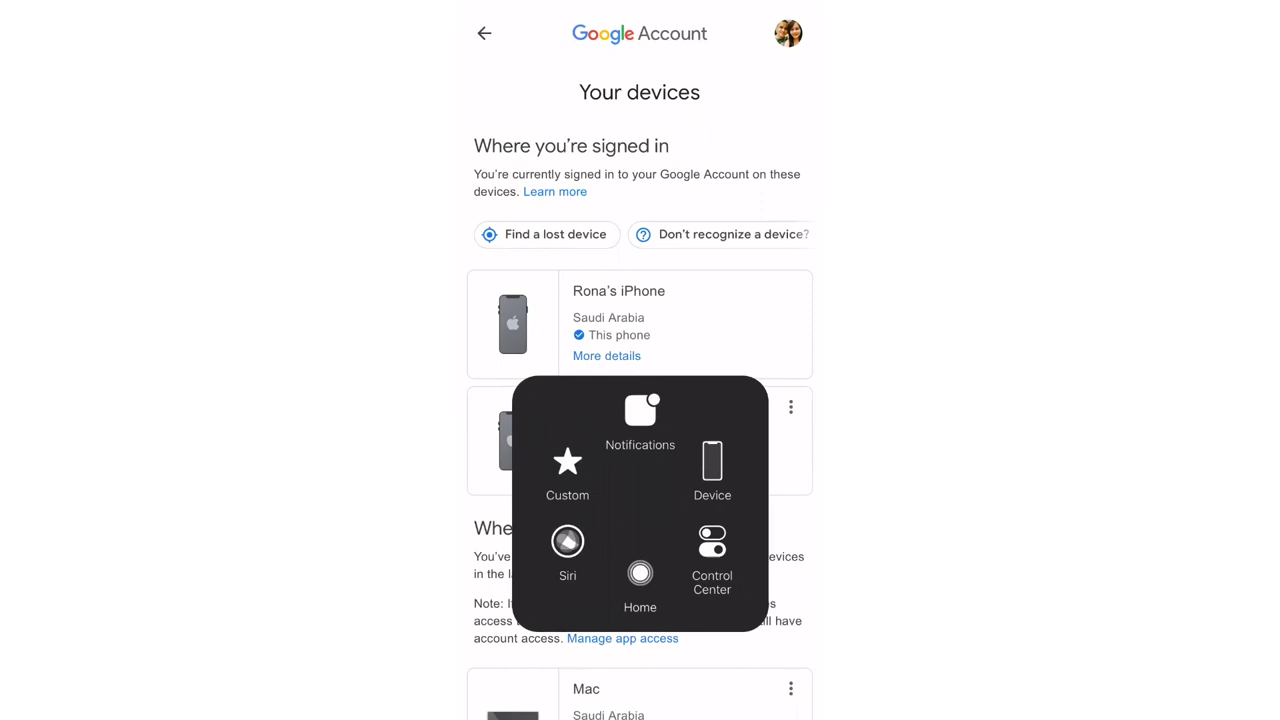 Google Account
Your devices
Where you're signed in
You're currently signed in to your Google Account on these
devices. Learn more
Find a lost device
Don't recognize a device?
Rona's iPhone
Saudi Arabia
This phone
More details
Notifications
Custom
Device
Siri
Control
Center
Home
You've
evices
in the
Note:
access
ll have
account access. Manage app access
Mac
Saudi Arabia